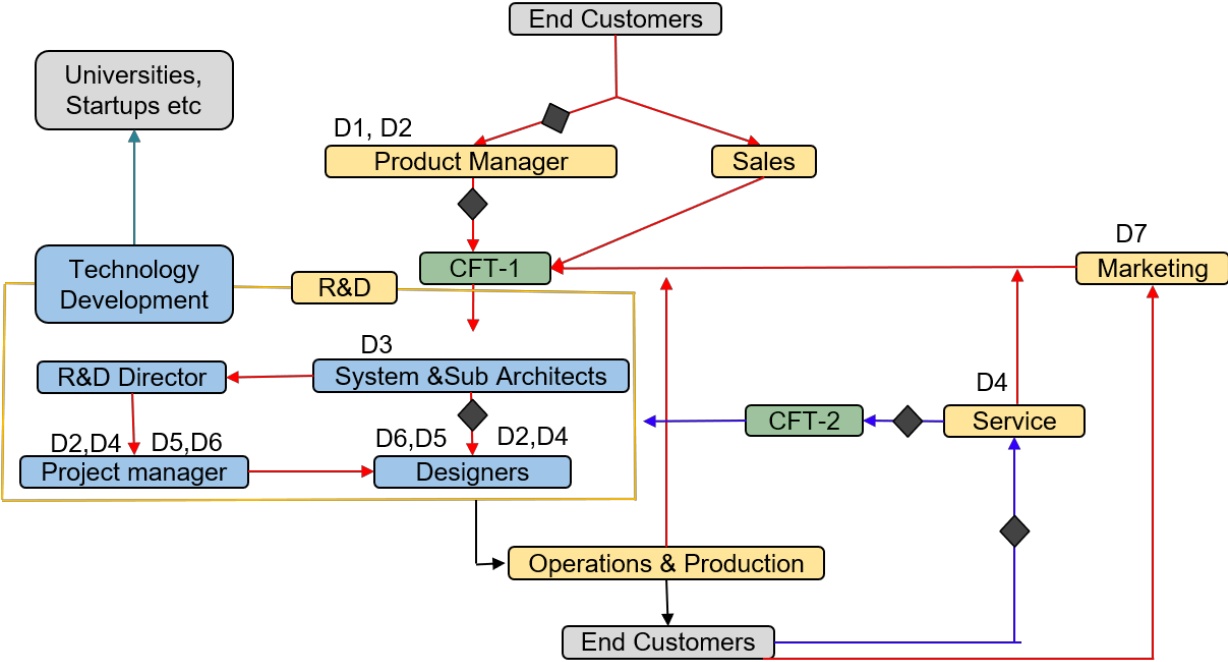 End Customers
Universities,
Startups etc
D1, D2
Product Manager
Sales
D7
CFT-1
Marketing
Technology
Development
R&D
D3
R&D Director
System &Sub Architects
D4
CFT-2
Service
D2,D4
D5,D6
D6,D5
D2,D4
Project manager
Designers
Operations & Production
End Customers